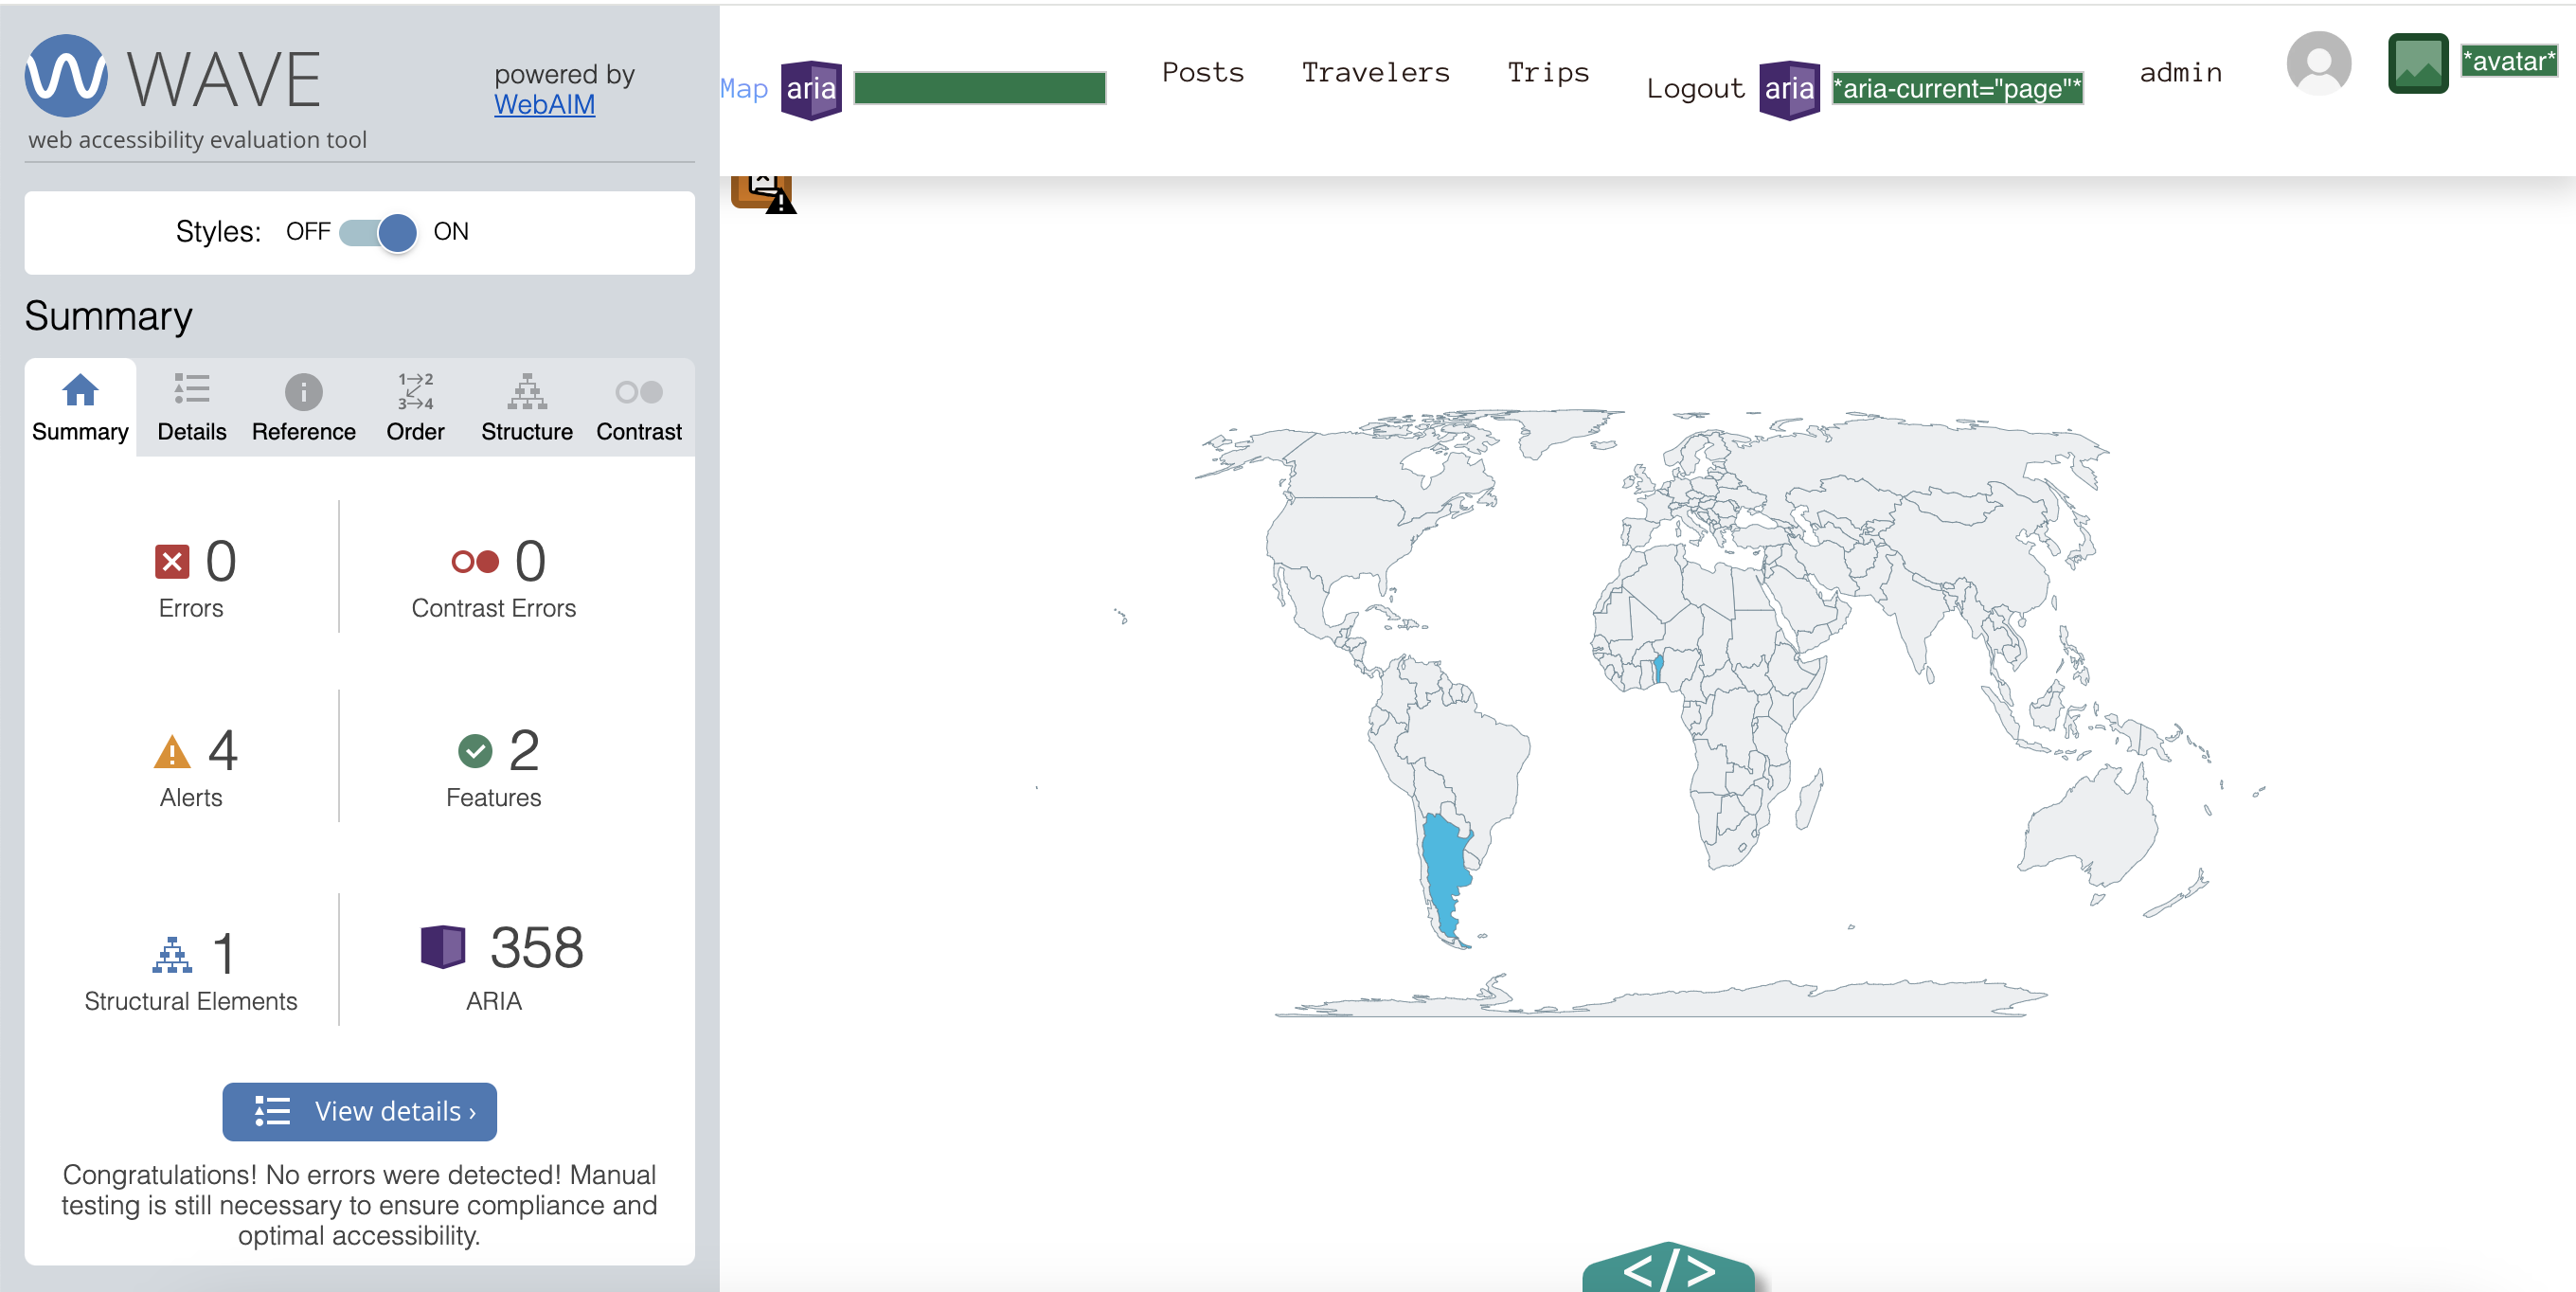 WAVE
powered by
WebAIM
web accessibility evaluation tool
Styles: OFF ON
Summary
Summary Details Reference Order Structure Contrast
0
Errors
0
Contrast Errors
4
Alerts
2
Features
1
Structural Elements
358
ARIA
View details ›
Congratulations! No errors were detected! Manual
testing is still necessary to ensure compliance and
optimal accessibility.
Map aria Posts Travelers Trips Logout aria *aria-current="page"* admin *avatar*
</>